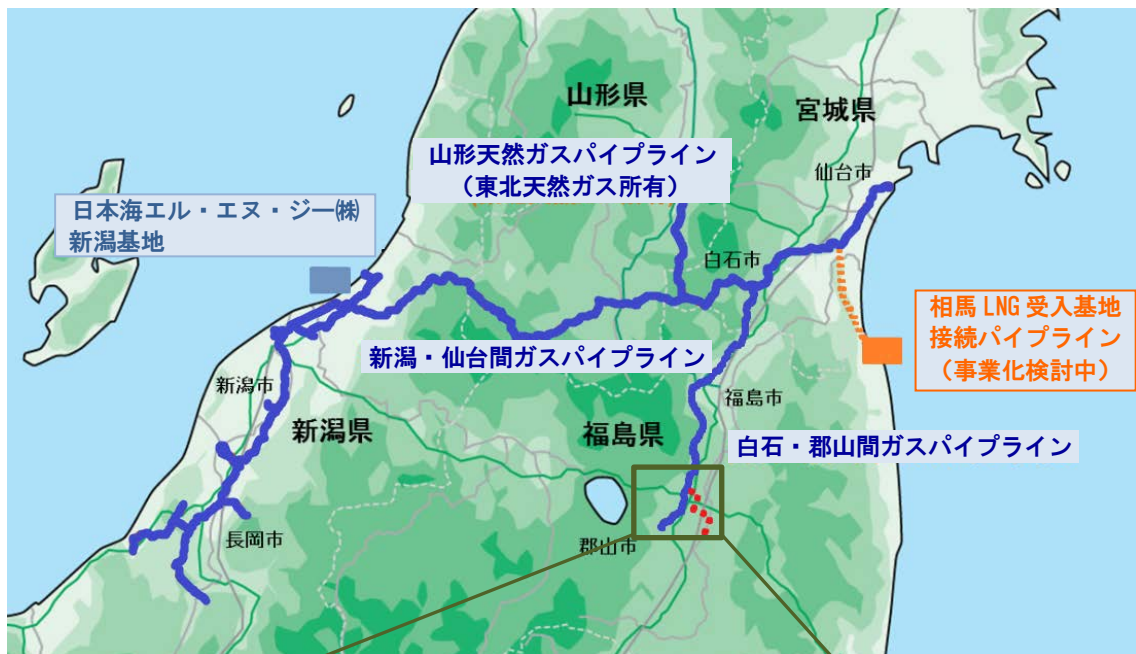 山形県
宮城県
山形天然ガスパイプライン
（東北天然ガス所有）
仙台市
日本海エル・エヌ・ジー㈱
新潟基地
白石市
相馬 LNG 受入基地
接続パイプライン
（事業化検討中）
新潟・仙台間ガスパイプライン
新潟市
福島市
新潟県
福島県
白石・郡山間ガスパイプライン
長岡市
郡山市